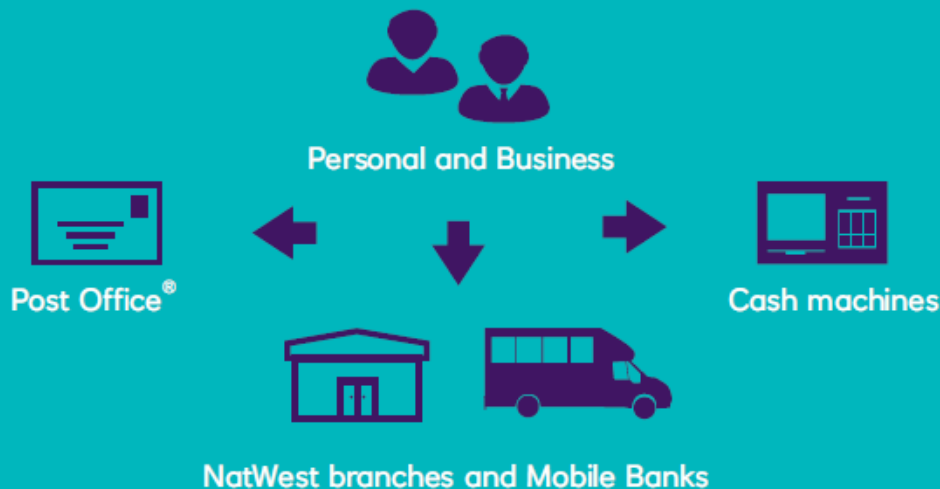 Personal and Business
Post Office®
Cash machines
NatWest branches and Mobile Banks